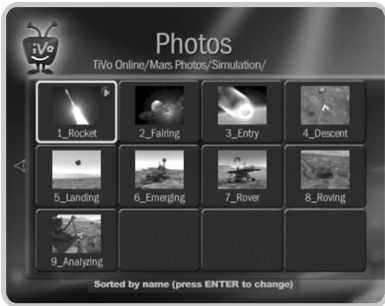 TiVo
Photos
TiVo Online/Mars Photos/Simulation/
1_Rocket
2_Fairing
3_Entry
4_Descent
5_Landing
6_Emerging
7_Rover
8_Roving
9_Analyzing
Sorted by name (press ENTER to change)